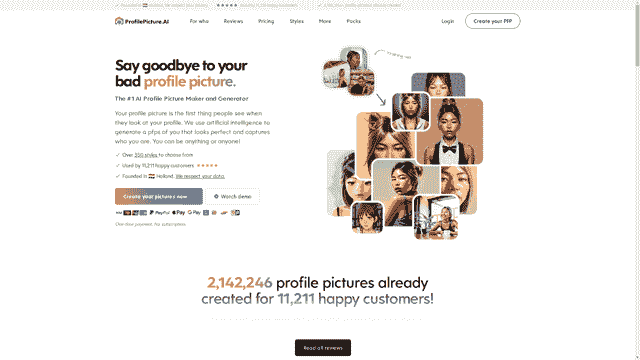 ProfilePicture.AI
For who
Reviews
Pricing
Styles
More
Packs
Login
Create your PFP
Say goodbye to your
bad profile picture.
The #1 AI Profile Picture Maker and Generator
Your profile picture is the first thing people see when
they look at your profile. We use artificial intelligence to
generate a pfps of you that looks perfect and captures
who you are. You can be anything or anyone!
✓ Over 350 styles to choose from
✓ Used by 11,211 happy customers ★★★★★
✓ Founded in Holland. We respect your data.
Create your pictures now
Watch demo
PayPal
Pay
G Pay
One-time payment. No subscription.
2,142,246 profile pictures already
created for 11,211 happy customers!
Read all reviews